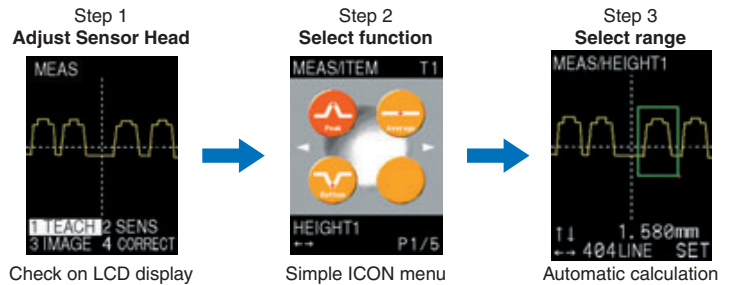 Step 1
Adjust Sensor Head
MEAS
1 TEACH 2 SENS
3 IMAGE 4 CORRECT
Check on LCD display
Step 2
Select function
MEAS/ITEM T1
Peak
Average
Bottom
HEIGHT1
←→ P1/5
Simple ICON menu
Step 3
Select range
MEAS/HEIGHT1
↑↓ 1.580mm
←→ 404LINE SET
Automatic calculation